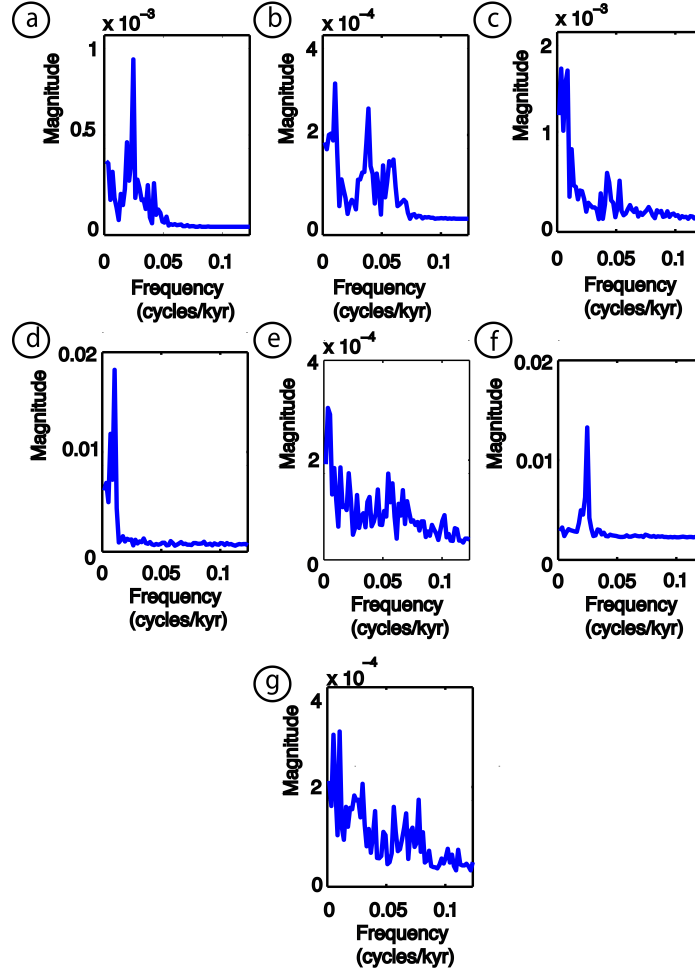 a
x 10⁻³
Magnitude
1
0.5
0
0 0.05 0.1
Frequency
(cycles/kyr)
b
x 10⁻⁴
Magnitude
4
2
0
0 0.05 0.1
Frequency
(cycles/kyr)
c
x 10⁻³
Magnitude
2
1
0
0 0.05 0.1
Frequency
(cycles/kyr)
d
Magnitude
0.02
0.01
0
0 0.05 0.1
Frequency
(cycles/kyr)
e
x 10⁻⁴
Magnitude
4
2
0
0 0.05 0.1
Frequency
(cycles/kyr)
f
Magnitude
0.02
0.01
0
0 0.05 0.1
Frequency
(cycles/kyr)
g
x 10⁻⁴
Magnitude
4
2
0
0 0.05 0.1
Frequency
(cycles/kyr)